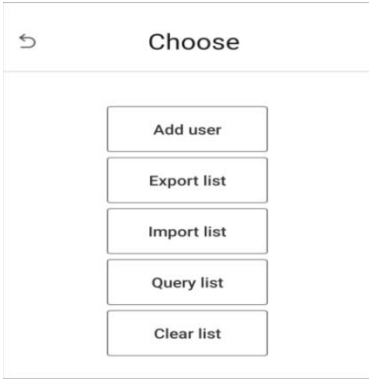 Choose
Add user
Export list
Import list
Query list
Clear list